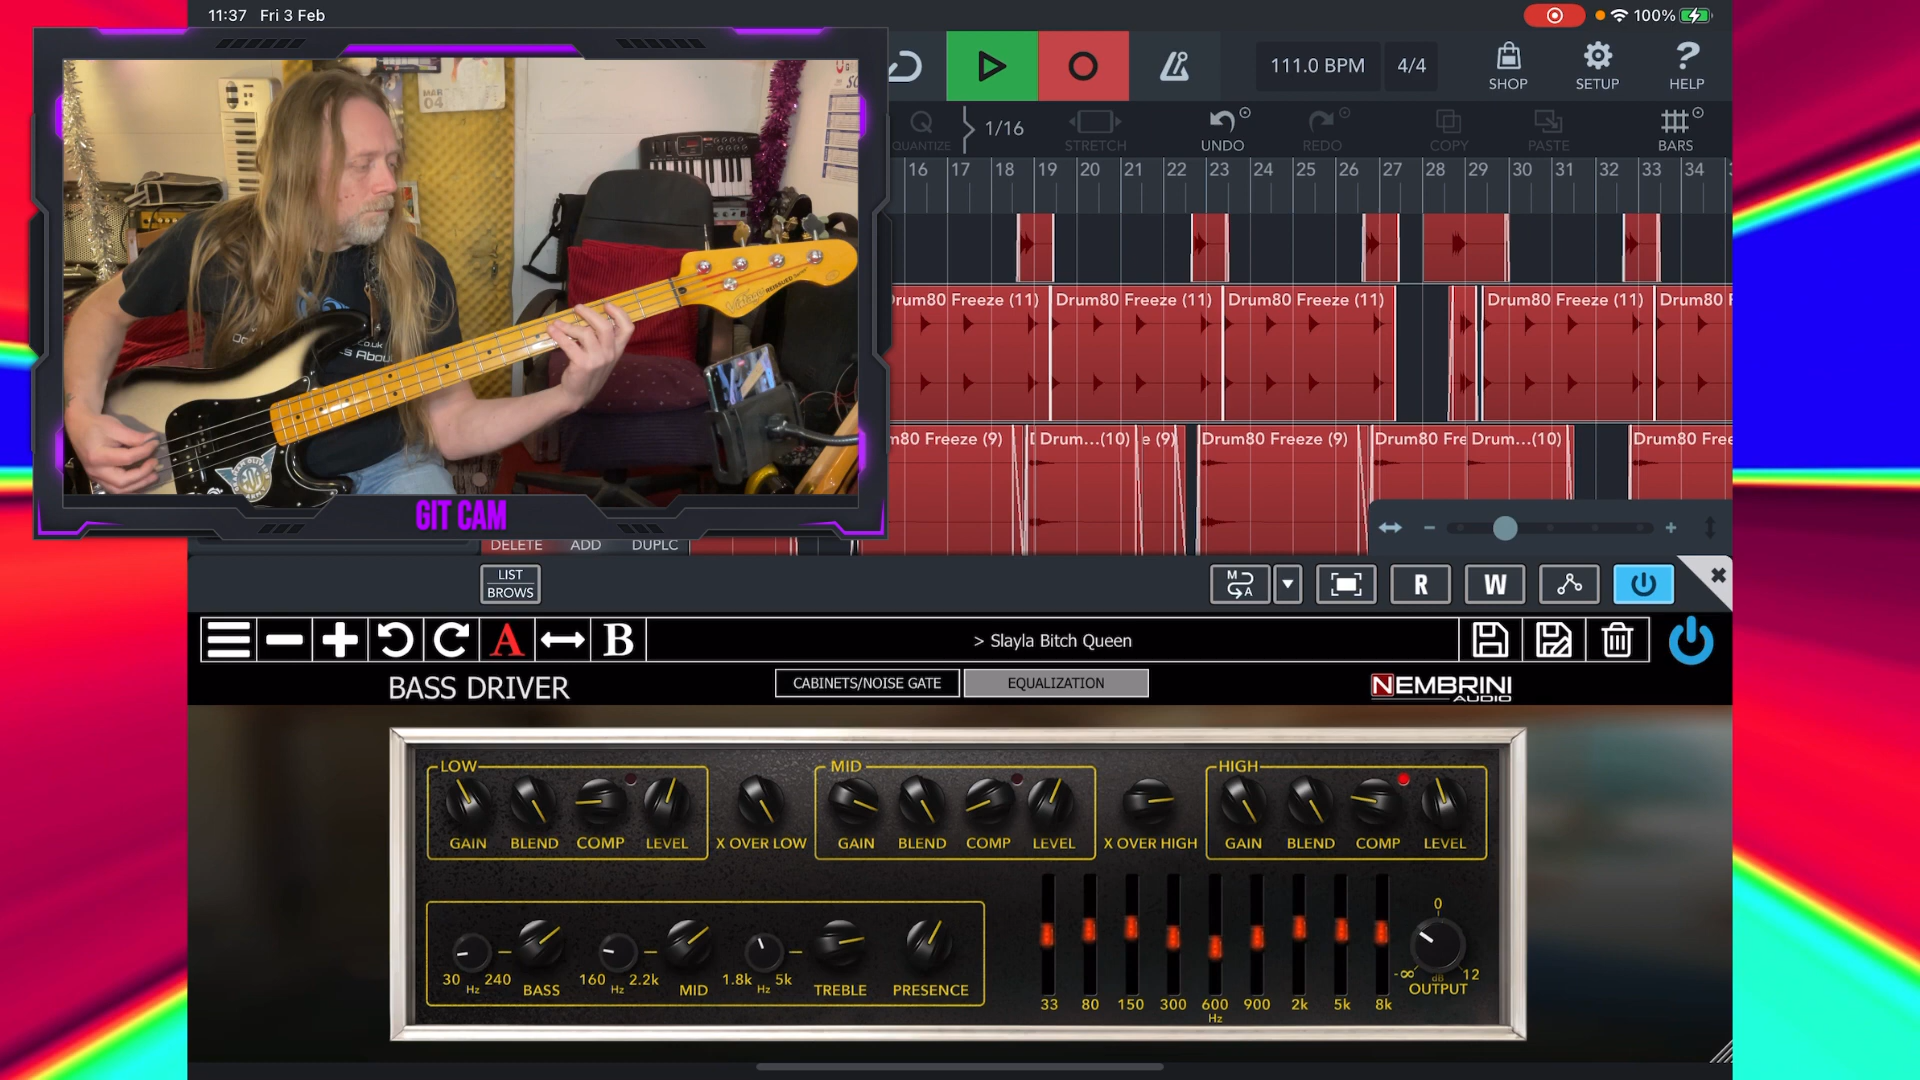 11:37 Fri 3 Feb
100%
MAR
04
GIT CAM
111.0 BPM 4/4
SHOP SETUP HELP
QUANTIZE 1/16 STRETCH UNDO REDO COPY PASTE BARS
16 17 18 19 20 21 22 23 24 25 26 27 28 29 30 31 32 33 34
Drum80 Freeze (11) Drum80 Freeze (11) Drum80 Freeze (11) Drum80 Freeze (11) Drum80 F
m80 Freeze (9) Drum...(10) e (9) Drum80 Freeze (9) Drum80 Fre Drum...(10) Drum80 Free
DELETE ADD DUPLC
LIST
BROWS
M A R W
A B > Slayla Bitch Queen
BASS DRIVER CABINETS/NOISE GATE EQUALIZATION NEMBRINI
AUDIO
LOW MID HIGH
GAIN BLEND COMP LEVEL X OVER LOW GAIN BLEND COMP LEVEL X OVER HIGH GAIN BLEND COMP LEVEL
0
30 Hz 240 BASS 160 Hz 2.2k MID 1.8k Hz 5k TREBLE PRESENCE
-∞ dB 12
OUTPUT
33 80 150 300 600 900 2k 5k 8k
Hz